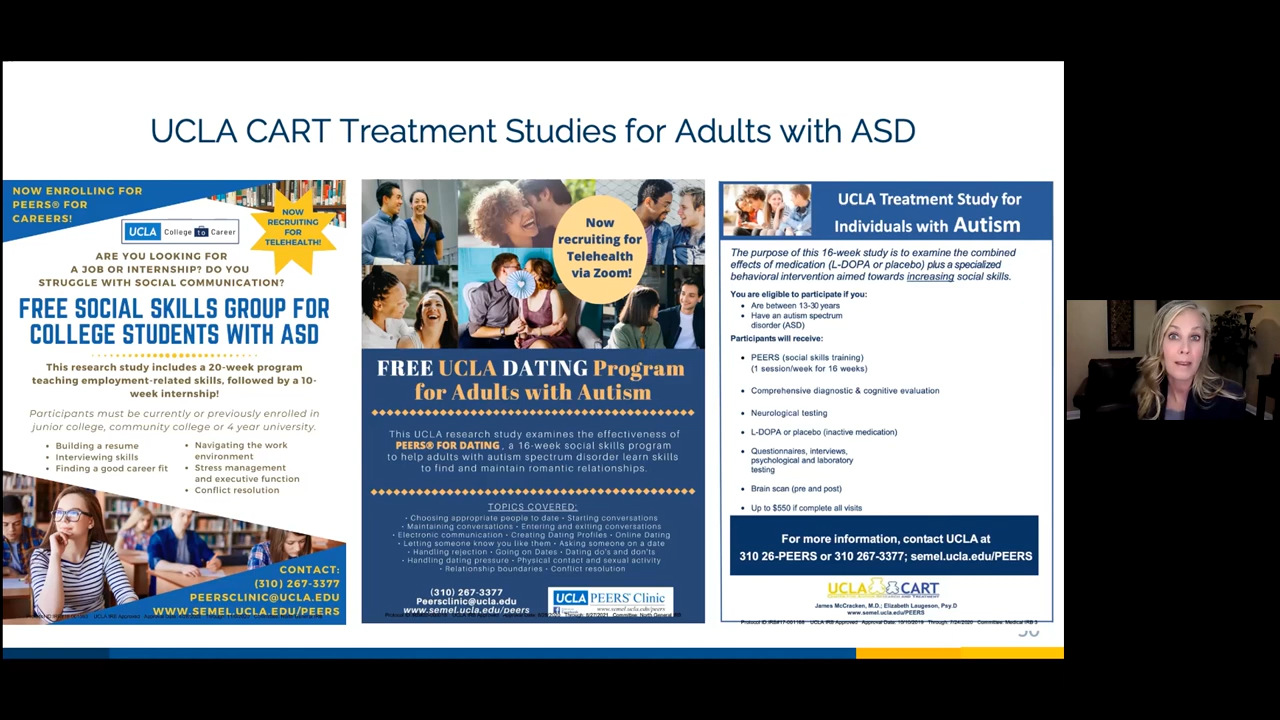 UCLA CART Treatment Studies for Adults with ASD
NOW ENROLLING FOR
PEERS® FOR
CAREERS!
NOW
RECRUITING
FOR
TELEHEALTH!
UCLA College to Career
ARE YOU LOOKING FOR
A JOB OR INTERNSHIP? DO YOU
STRUGGLE WITH SOCIAL COMMUNICATION?
FREE SOCIAL SKILLS GROUP FOR
COLLEGE STUDENTS WITH ASD
This research study includes a 20-week program
teaching employment-related skills, followed by a 10-
week internship!
Participants must be currently or previously enrolled in
junior college, community college or 4 year university.
• Building a resume
• Interviewing skills
• Finding a good career fit
• Navigating the work
environment
• Stress management
and executive function
• Conflict resolution
CONTACT:
(310) 267-3377
PEERSCLINIC@UCLA.EDU
WWW.SEMEL.UCLA.EDU/PEERS
Now
recruiting for
Telehealth
via Zoom!
FREE UCLA DATING Program
for Adults with Autism
This UCLA research study examines the effectiveness of
PEERS® FOR DATING, a 16-week social skills program
to help adults with autism spectrum disorder learn skills
to find and maintain romantic relationships.
TOPICS COVERED:
• Choosing appropriate people to date • Starting conversations
• Maintaining conversations • Entering and exiting conversations
• Electronic communication • Creating Dating Profiles • Online Dating
• Letting someone know you like them • Asking someone on a date
• Handling rejection • Going on Dates • Dating do's and don'ts
• Handling dating pressure • Physical contact and sexual activity
• Relationship boundaries • Conflict resolution
(310) 267-3377
Peersclinic@ucla.edu
www.semel.ucla.edu/peers
UCLA PEERS® Clinic
www.semel.ucla.edu/peers
UCLA Treatment Study for
Individuals with Autism
The purpose of this 16-week study is to examine the combined
effects of medication (L-DOPA or placebo) plus a specialized
behavioral intervention aimed towards increasing social skills.
You are eligible to participate if you:
• Are between 13-30 years
• Have an autism spectrum
disorder (ASD)
Participants will receive:
• PEERS (social skills training)
(1 session/week for 16 weeks)
• Comprehensive diagnostic & cognitive evaluation
• Neurological testing
• L-DOPA or placebo (inactive medication)
• Questionnaires, interviews,
psychological and laboratory
testing
• Brain scan (pre and post)
• Up to $550 if complete all visits
For more information, contact UCLA at
310 26-PEERS or 310 267-3377; semel.ucla.edu/PEERS
UCLA CART
James McCracken, M.D.; Elizabeth Laugeson, Psy.D
www.semel.ucla.edu/peers